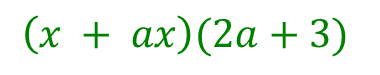 (x + ax)(2a + 3)